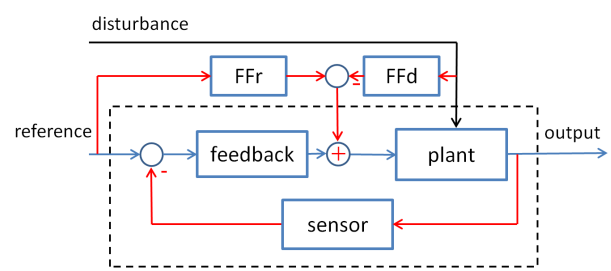 disturbance
FFr
FFd
-
reference
output
feedback
+
plant
-
sensor